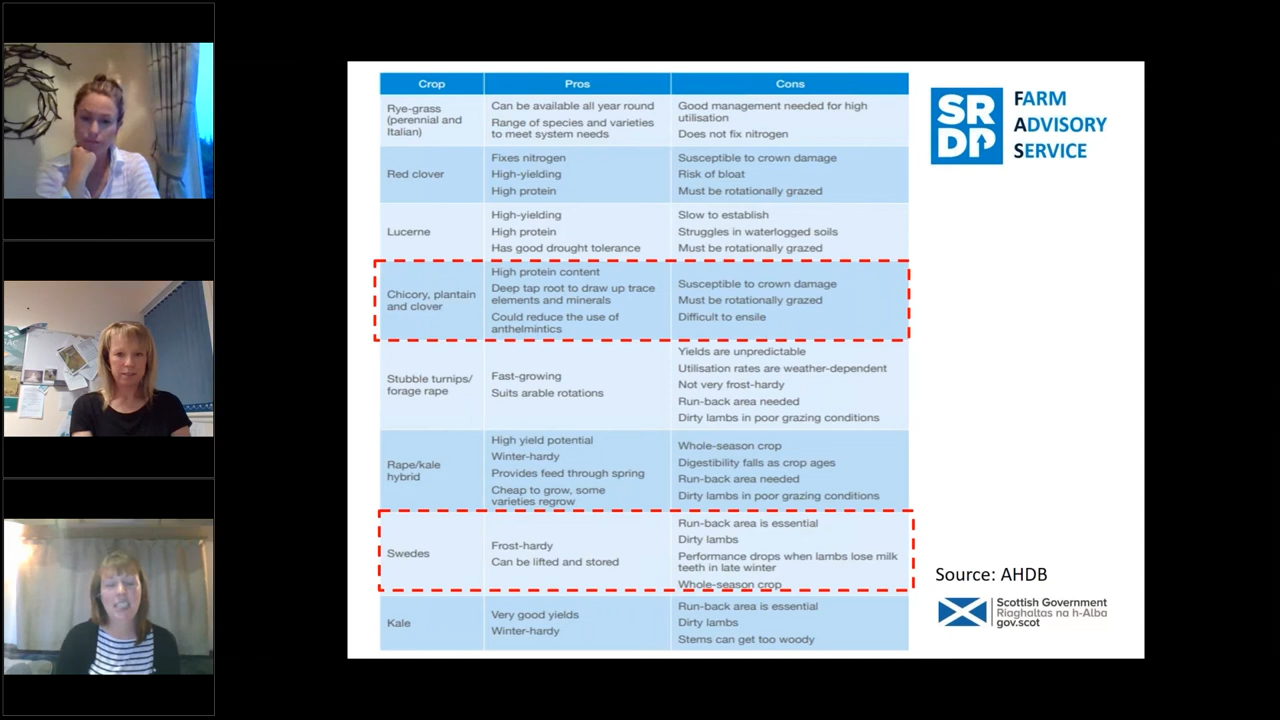 Crop Pros Cons
Rye-grass
(perennial and
Italian)
Can be available all year round
Range of species and varieties
to meet system needs
Good management needed for high
utilisation
Does not fix nitrogen
Red clover
Fixes nitrogen
High-yielding
High protein
Susceptible to crown damage
Risk of bloat
Must be rotationally grazed
Lucerne
High-yielding
High protein
Has good drought tolerance
Slow to establish
Struggles in waterlogged soils
Must be rotationally grazed
Chicory, plantain
and clover
High protein content
Deep tap root to draw up trace
elements and minerals
Could reduce the use of
anthelmintics
Susceptible to crown damage
Must be rotationally grazed
Difficult to ensile
Stubble turnips/
forage rape
Fast-growing
Suits arable rotations
Yields are unpredictable
Utilisation rates are weather-dependent
Not very frost-hardy
Run-back area needed
Dirty lambs in poor grazing conditions
Rape/kale
hybrid
High yield potential
Winter-hardy
Provides feed through spring
Cheap to grow, some
varieties regrow
Whole-season crop
Digestibility falls as crop ages
Run-back area needed
Dirty lambs in poor grazing conditions
Swedes
Frost-hardy
Can be lifted and stored
Run-back area is essential
Dirty lambs
Performance drops when lambs lose milk
teeth in late winter
Whole-season crop
Kale
Very good yields
Winter-hardy
Run-back area is essential
Dirty lambs
Stems can get too woody
SR
DP
FARM
ADVISORY
SERVICE
Source: AHDB
Scottish Government
Riaghaltas na h-Alba
gov.scot